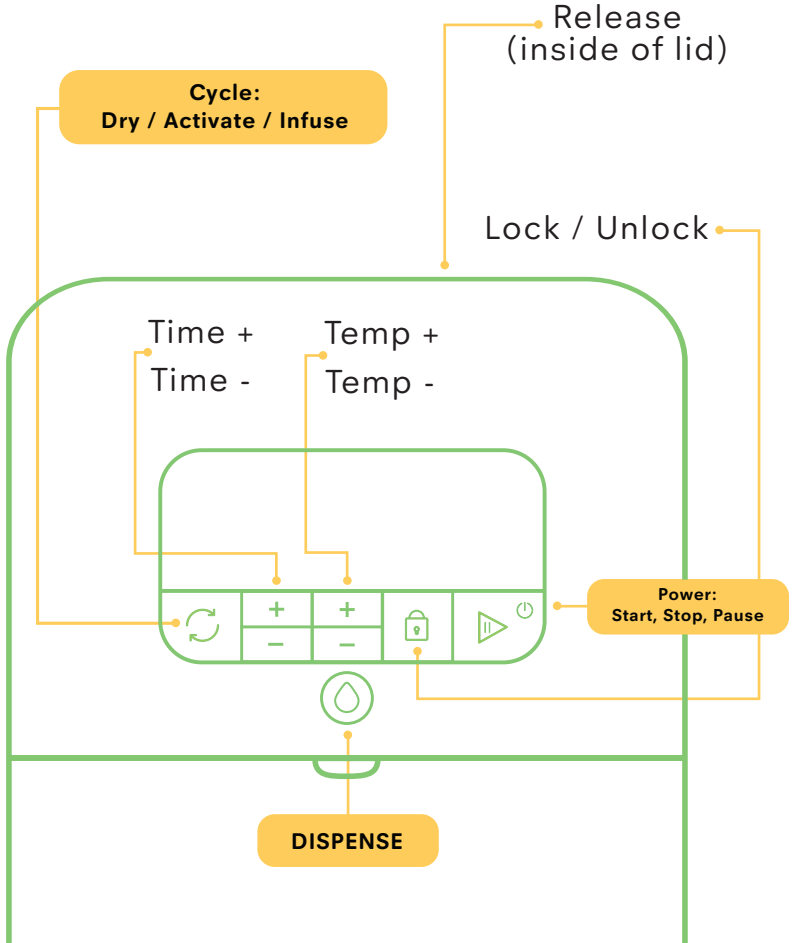 Release
(inside of lid)
Cycle:
Dry / Activate / Infuse
Lock / Unlock
Time +
Time -
Temp +
Temp -
+ +
- -
Power:
Start, Stop, Pause
DISPENSE